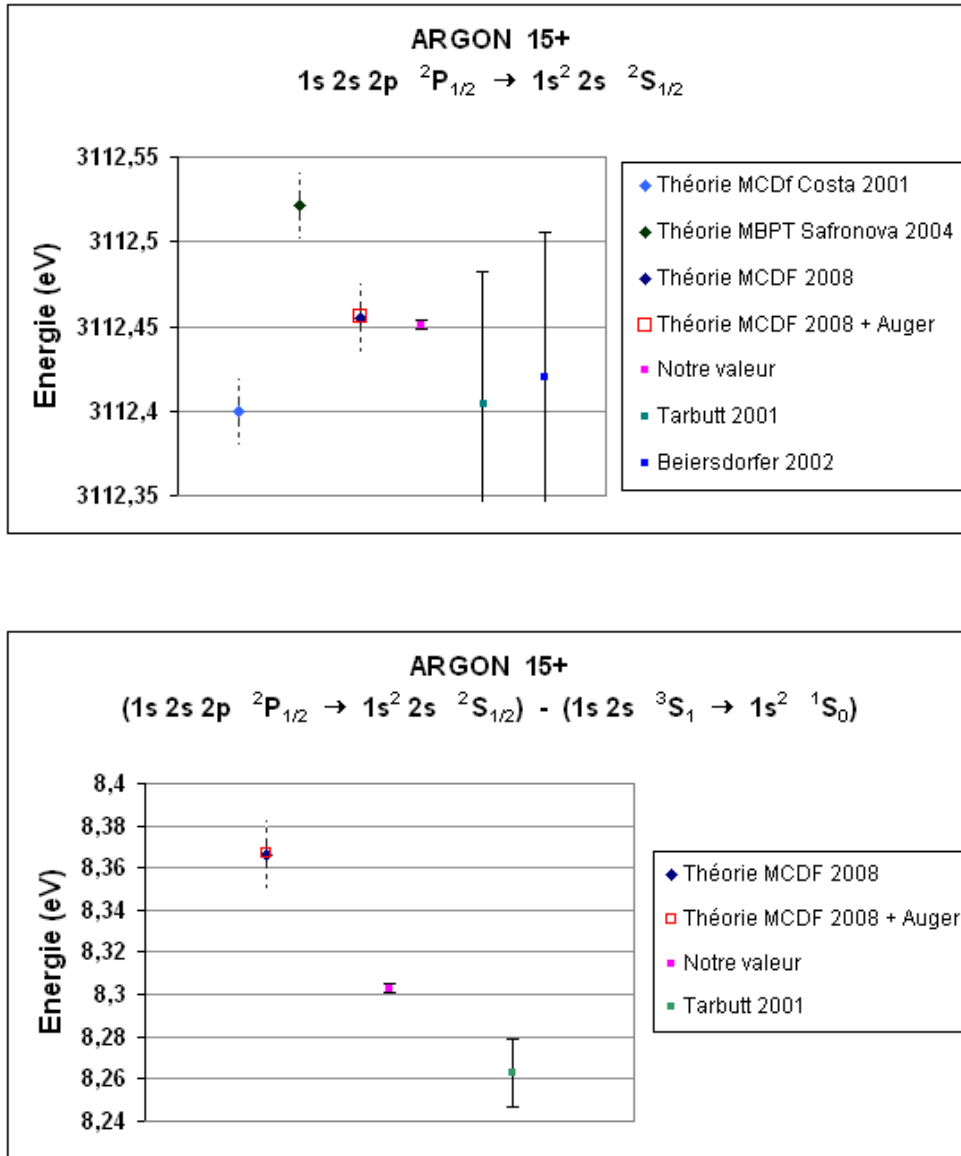 ARGON 15+
1s 2s 2p ²P₁/₂ → 1s² 2s ²S₁/₂
Energie (eV)
3112,55
3112,5
3112,45
3112,4
3112,35
Théorie MCDf Costa 2001
Théorie MBPT Safronova 2004
Théorie MCDF 2008
Théorie MCDF 2008 + Auger
Notre valeur
Tarbutt 2001
Beiersdorfer 2002
ARGON 15+
(1s 2s 2p ²P₁/₂ → 1s² 2s ²S₁/₂) - (1s 2s ³S₁ → 1s² ¹S₀)
Energie (eV)
8,4
8,38
8,36
8,34
8,32
8,3
8,28
8,26
8,24
Théorie MCDF 2008
Théorie MCDF 2008 + Auger
Notre valeur
Tarbutt 2001